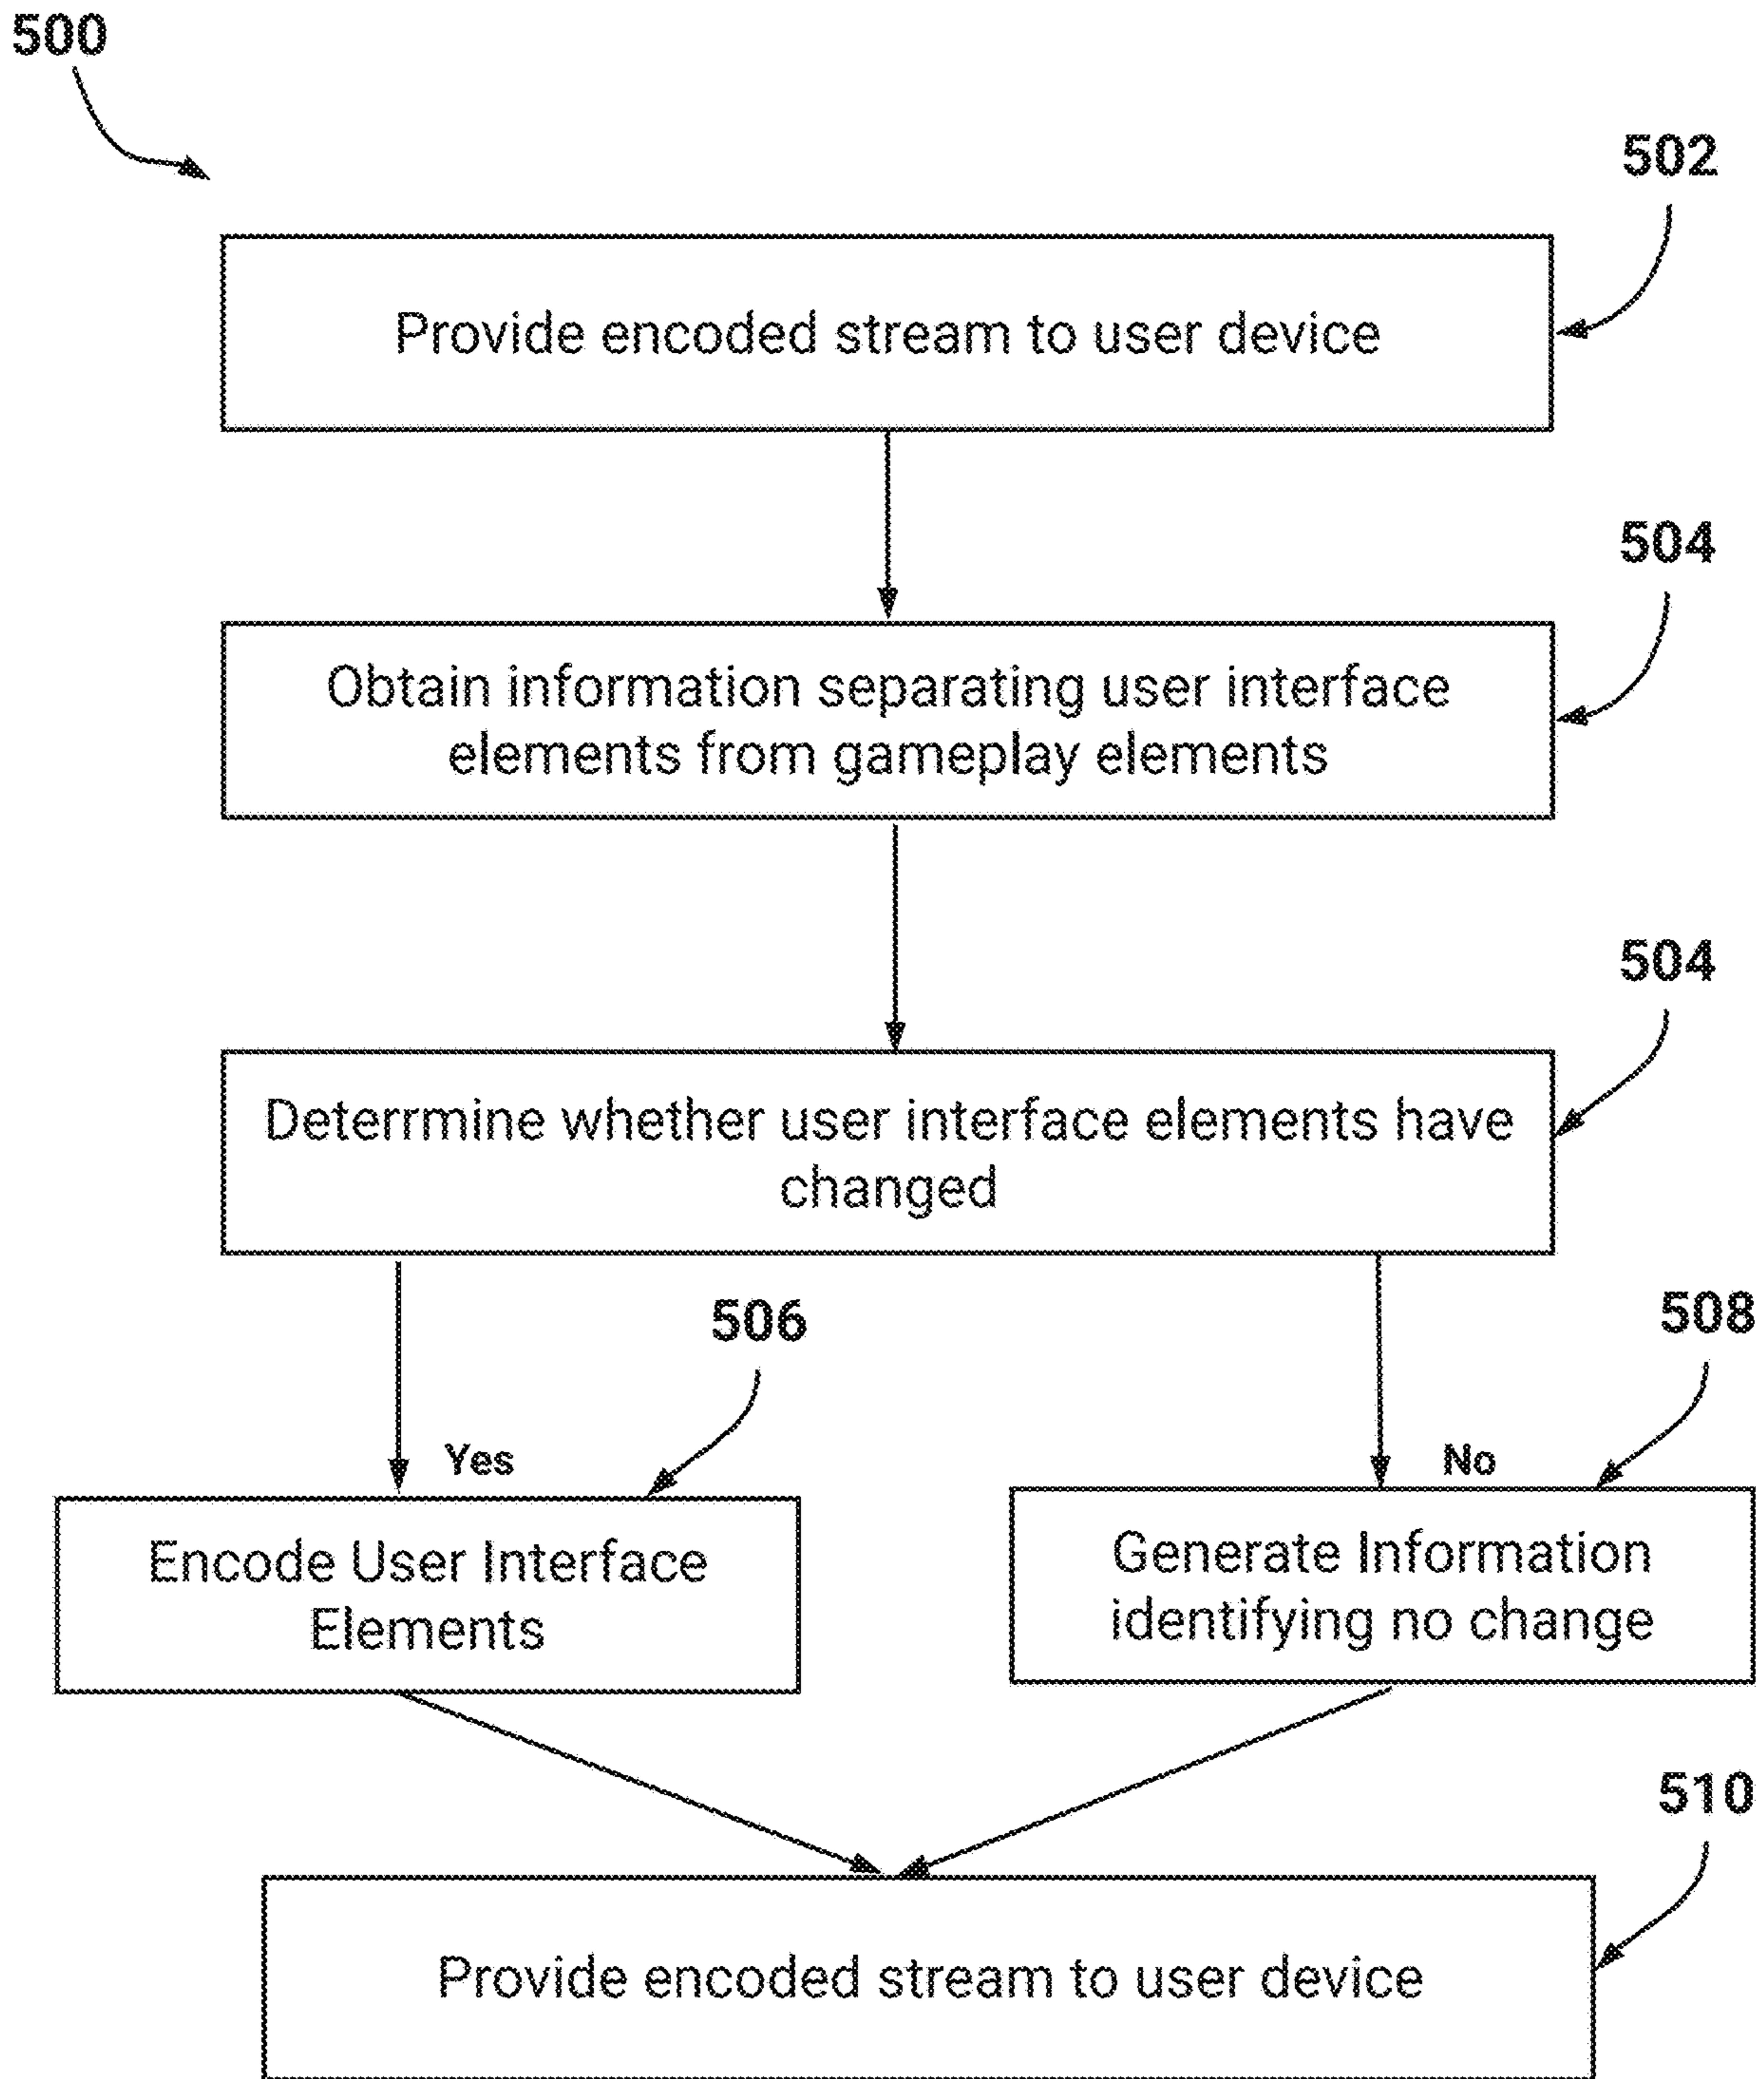 500
502
Provide encoded stream to user device
504
Obtain information separating user interface
elements from gameplay elements
504
Deterrmine whether user interface elements have
changed
506
508
Yes
No
Encode User Interface
Elements
Generate Information
identifying no change
510
Provide encoded stream to user device